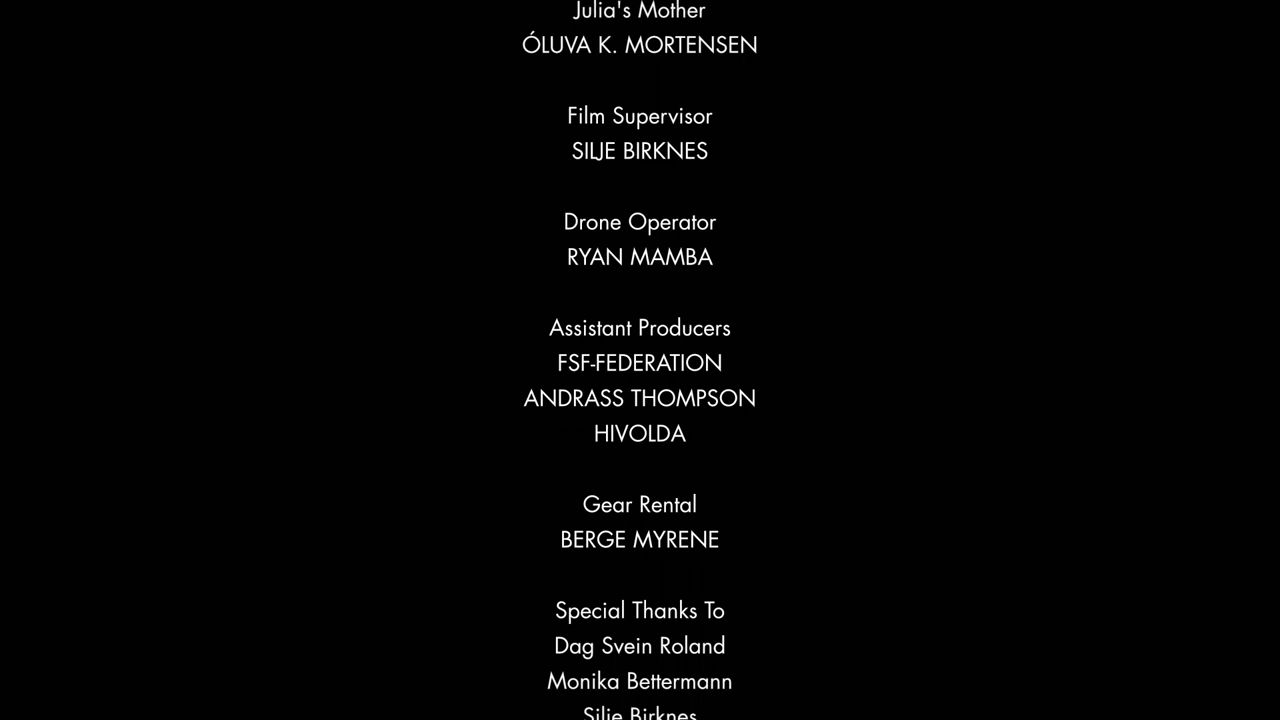 Julia's Mother
ÓLUVA K. MORTENSEN
Film Supervisor
SILJE BIRKNES
Drone Operator
RYAN MAMBA
Assistant Producers
FSF-FEDERATION
ANDRASS THOMPSON
HIVOLDA
Gear Rental
BERGE MYRENE
Special Thanks To
Dag Svein Roland
Monika Bettermann
Silje Birknes